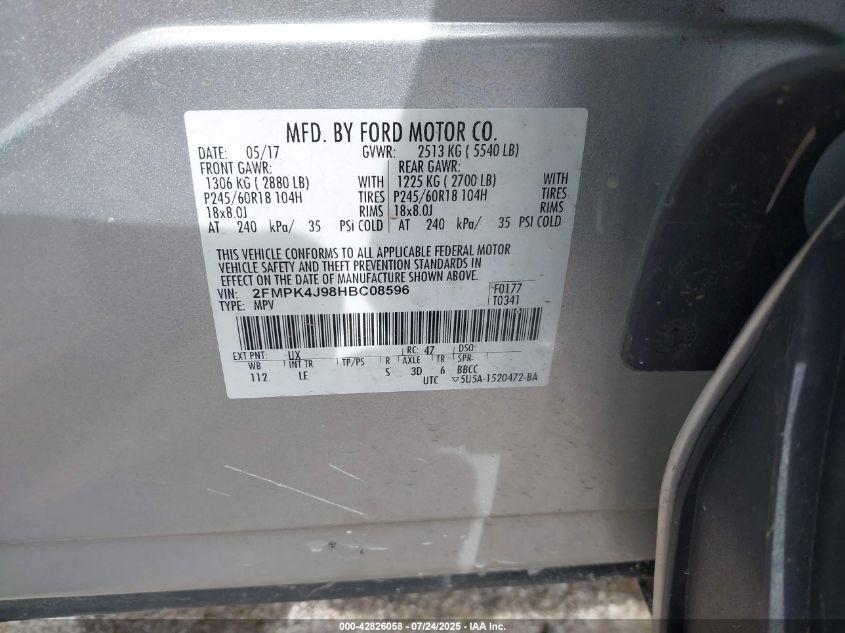 MFD. BY FORD MOTOR CO.
DATE: 05/17 GVWR: 2513 KG ( 5540 LB)
FRONT GAWR: REAR GAWR:
1306 KG ( 2880 LB) WITH 1225 KG ( 2700 LB) WITH
P245/60R18 104H TIRES P245/60R18 104H TIRES
18x8.0J RIMS 18x8.0J RIMS
AT 240 kPa/ 35 PSi COLD AT 240 kPa/ 35 PSi COLD
THIS VEHICLE CONFORMS TO ALL APPLICABLE FEDERAL MOTOR
VEHICLE SAFETY AND THEFT PREVENTION STANDARDS IN
EFFECT ON THE DATE OF MANUFACTURE SHOWN ABOVE.
VIN: 2FMPK4J98HBC08596 F0177
TYPE: MPV T0341
EXT PNT: UX RC: 47 DSO:
WB INT TR TP/PS R AXLE TR SPR
112 LE S 3D 6 BBCC
UTC ▽5U5A-1520472-BA
000-42826058 - 07/24/2025 - U.S - IAA, Inc.